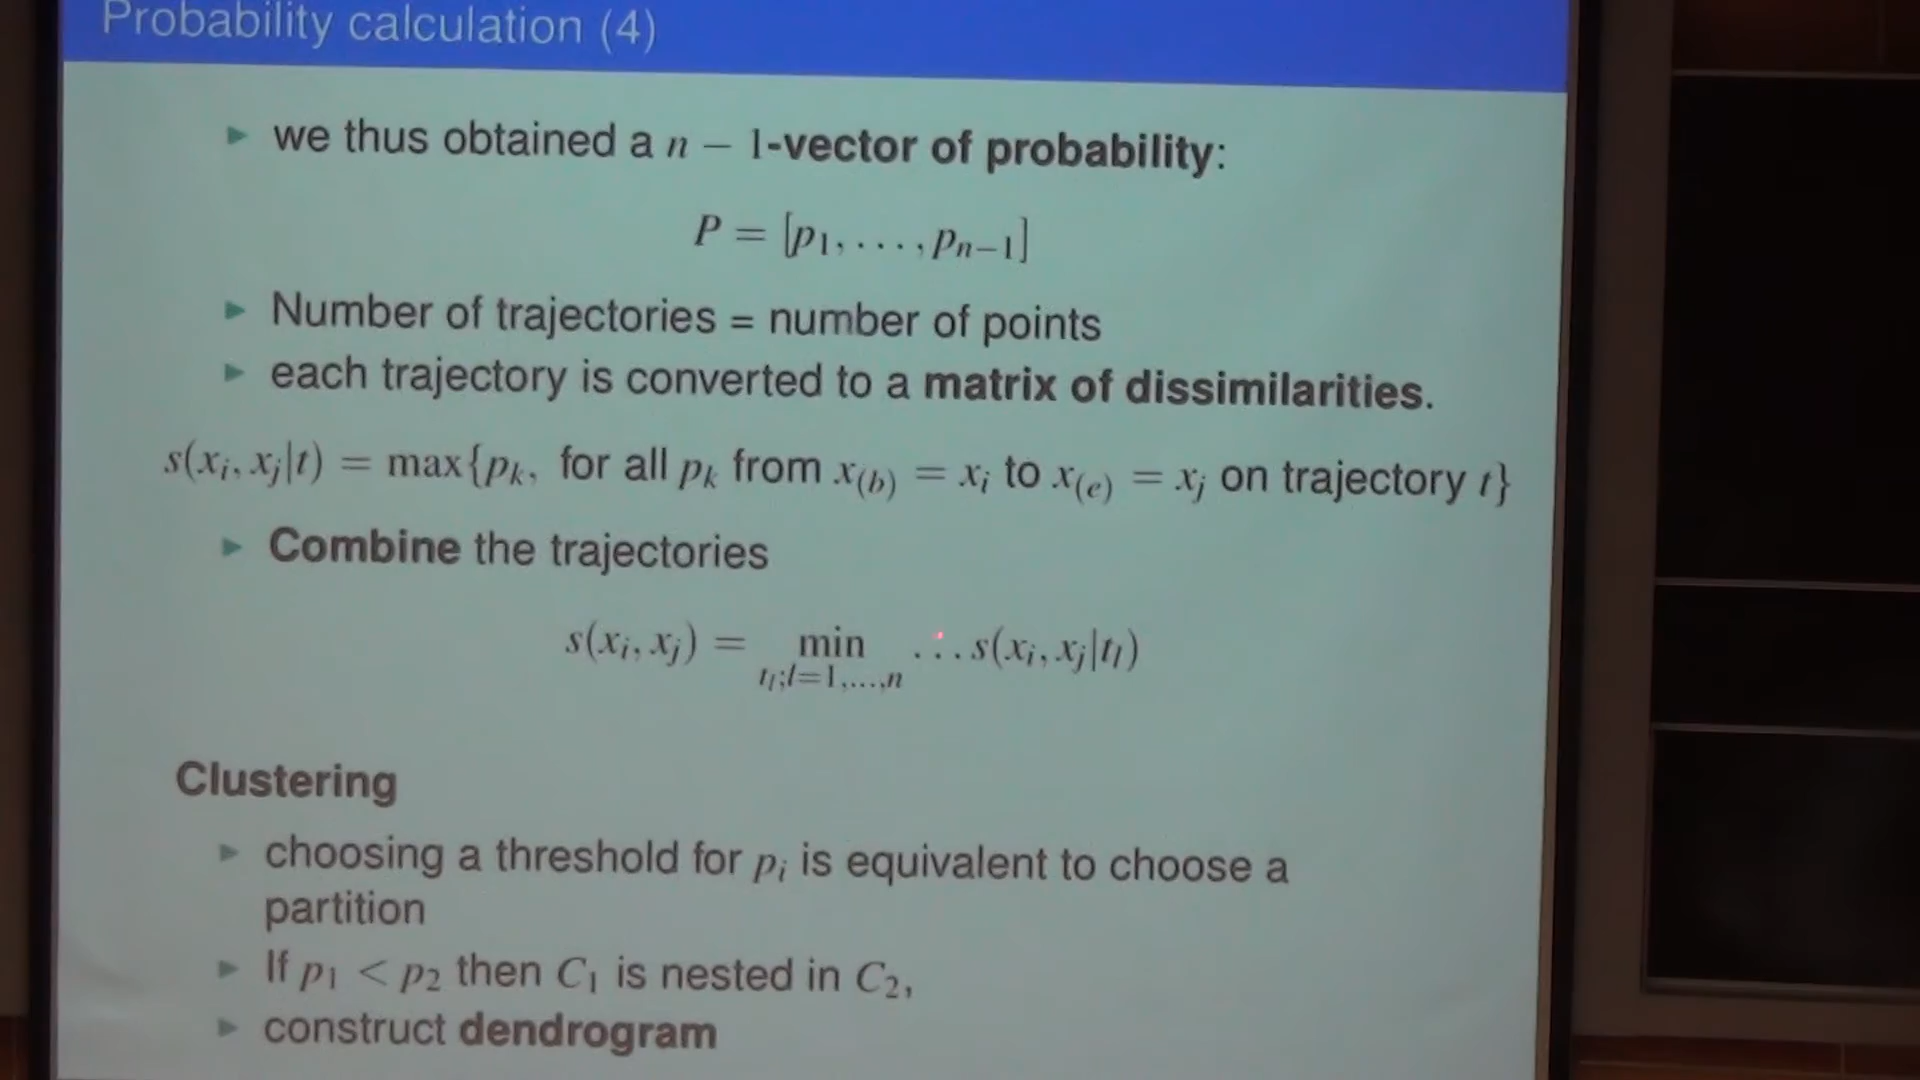 Probability calculation (4)
▶ we thus obtained a n − 1-vector of probability:
P = [p₁, . . . , pₙ₋₁]
▶ Number of trajectories = number of points
▶ each trajectory is converted to a matrix of dissimilarities.
s(xᵢ, xⱼ|t) = max{pₖ, for all pₖ from x₍b₎ = xᵢ to x₍ₑ₎ = xⱼ on trajectory t}
▶ Combine the trajectories
s(xᵢ, xⱼ) = min . . . s(xᵢ, xⱼ|tₗ)
tₗ;l=1,...,n
Clustering
▶ choosing a threshold for pᵢ is equivalent to choose a
partition
▶ If p₁ < p₂ then C₁ is nested in C₂,
▶ construct dendrogram